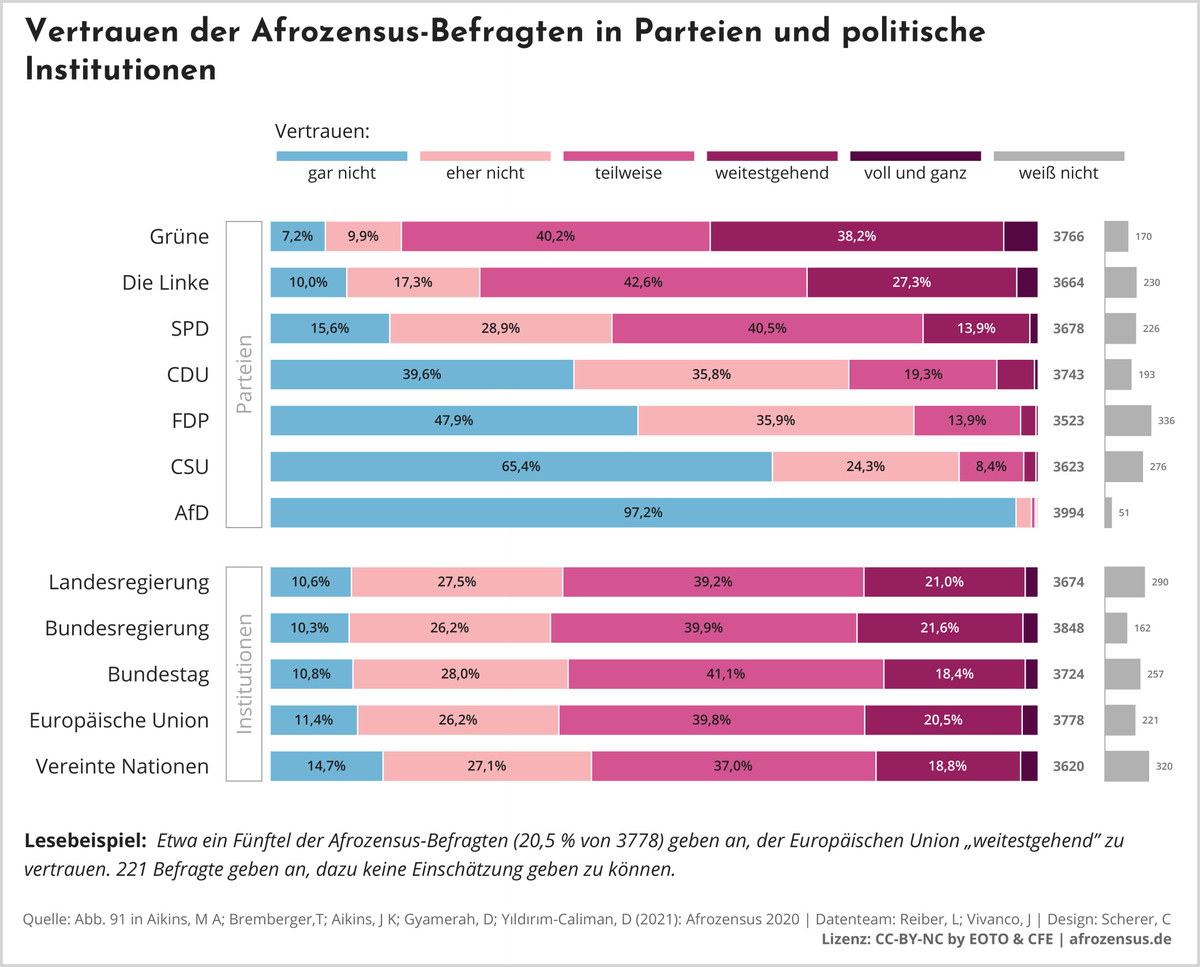 Vertrauen der Afrozensus-Befragten in Parteien und politische
Institutionen
Vertrauen:
gar nicht eher nicht teilweise weitestgehend voll und ganz weiß nicht
Parteien
Grüne 7,2% 9,9% 40,2% 38,2% 3766 170
Die Linke 10,0% 17,3% 42,6% 27,3% 3664 230
SPD 15,6% 28,9% 40,5% 13,9% 3678 226
CDU 39,6% 35,8% 19,3% 3743 193
FDP 47,9% 35,9% 13,9% 3523 336
CSU 65,4% 24,3% 8,4% 3623 276
AfD 97,2% 3994 51
Institutionen
Landesregierung 10,6% 27,5% 39,2% 21,0% 3674 290
Bundesregierung 10,3% 26,2% 39,9% 21,6% 3848 162
Bundestag 10,8% 28,0% 41,1% 18,4% 3724 257
Europäische Union 11,4% 26,2% 39,8% 20,5% 3778 221
Vereinte Nationen 14,7% 27,1% 37,0% 18,8% 3620 320
Lesebeispiel: Etwa ein Fünftel der Afrozensus-Befragten (20,5 % von 3778) geben an, der Europäischen Union „weitestgehend” zu
vertrauen. 221 Befragte geben an, dazu keine Einschätzung geben zu können.
Quelle: Abb. 91 in Aikins, M A; Bremberger,T; Aikins, J K; Gyamerah, D; Yıldırım-Caliman, D (2021): Afrozensus 2020 | Datenteam: Reiber, L; Vivanco, J | Design: Scherer, C
Lizenz: CC-BY-NC by EOTO & CFE | afrozensus.de